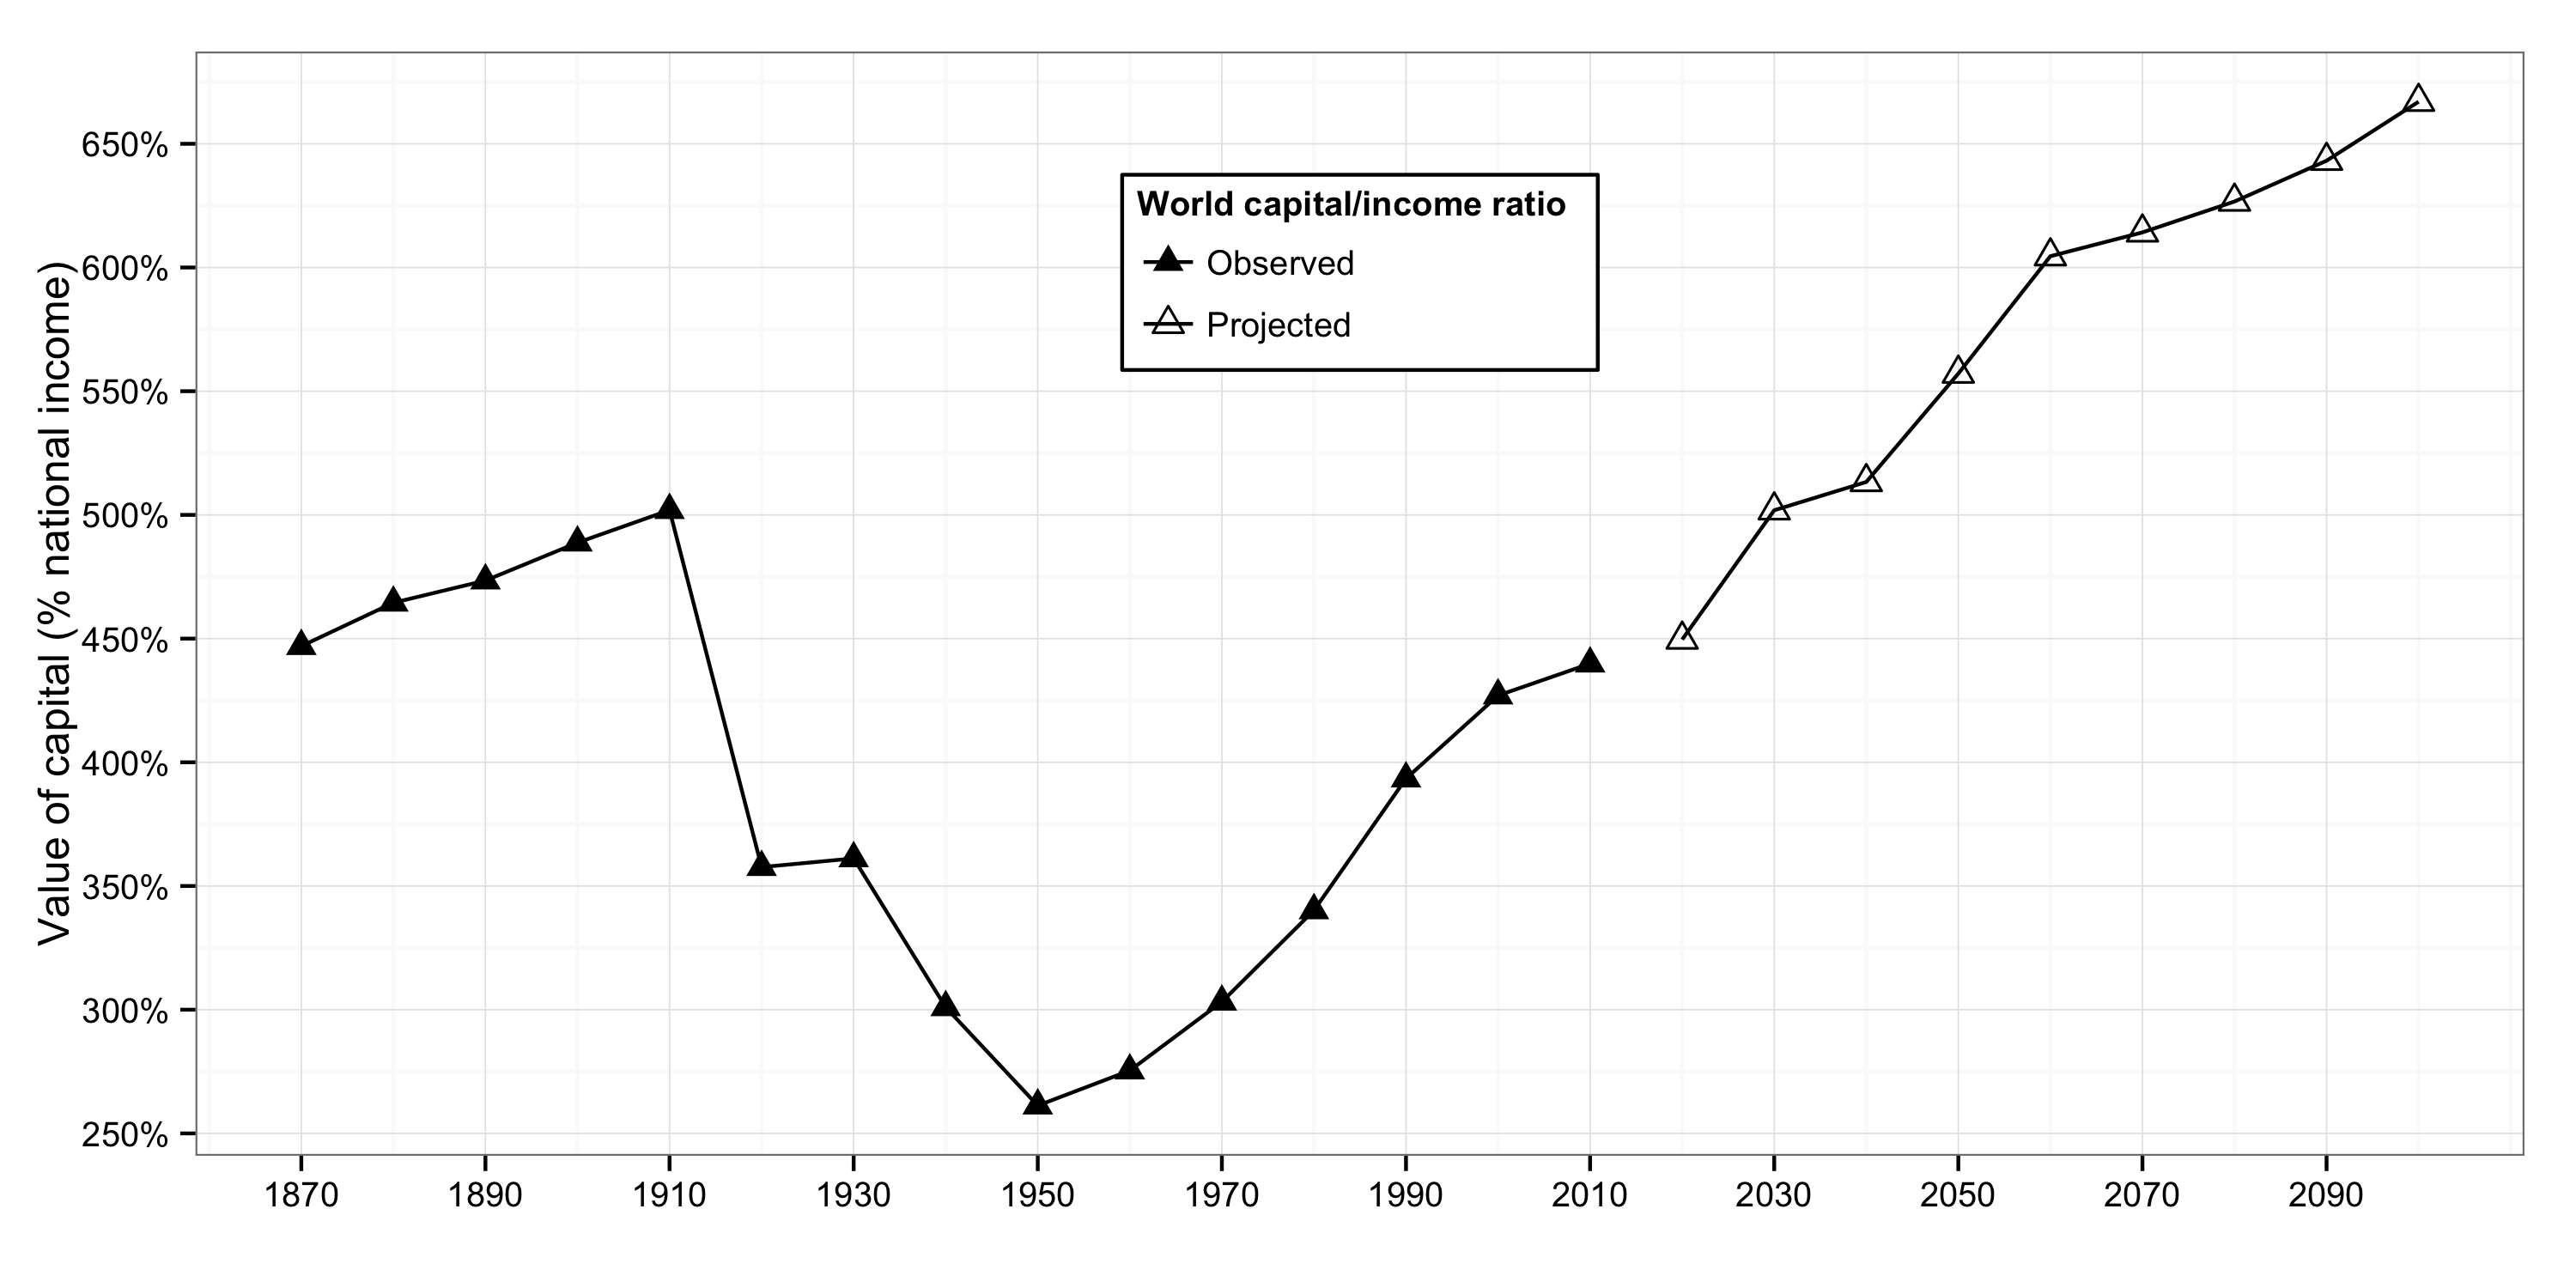 World capital/income ratio
Observed
Projected
Value of capital (% national income)
650%
600%
550%
500%
450%
400%
350%
300%
250%
1870 1890 1910 1930 1950 1970 1990 2010 2030 2050 2070 2090